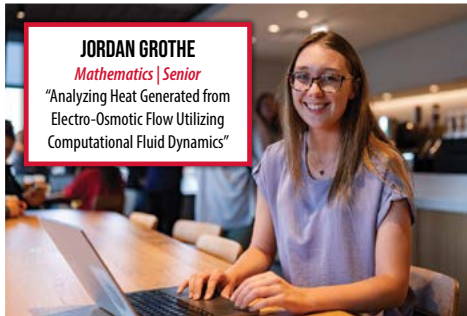 JORDAN GROTHE
Mathematics | Senior
“Analyzing Heat Generated from
Electro-Osmotic Flow Utilizing
Computational Fluid Dynamics”